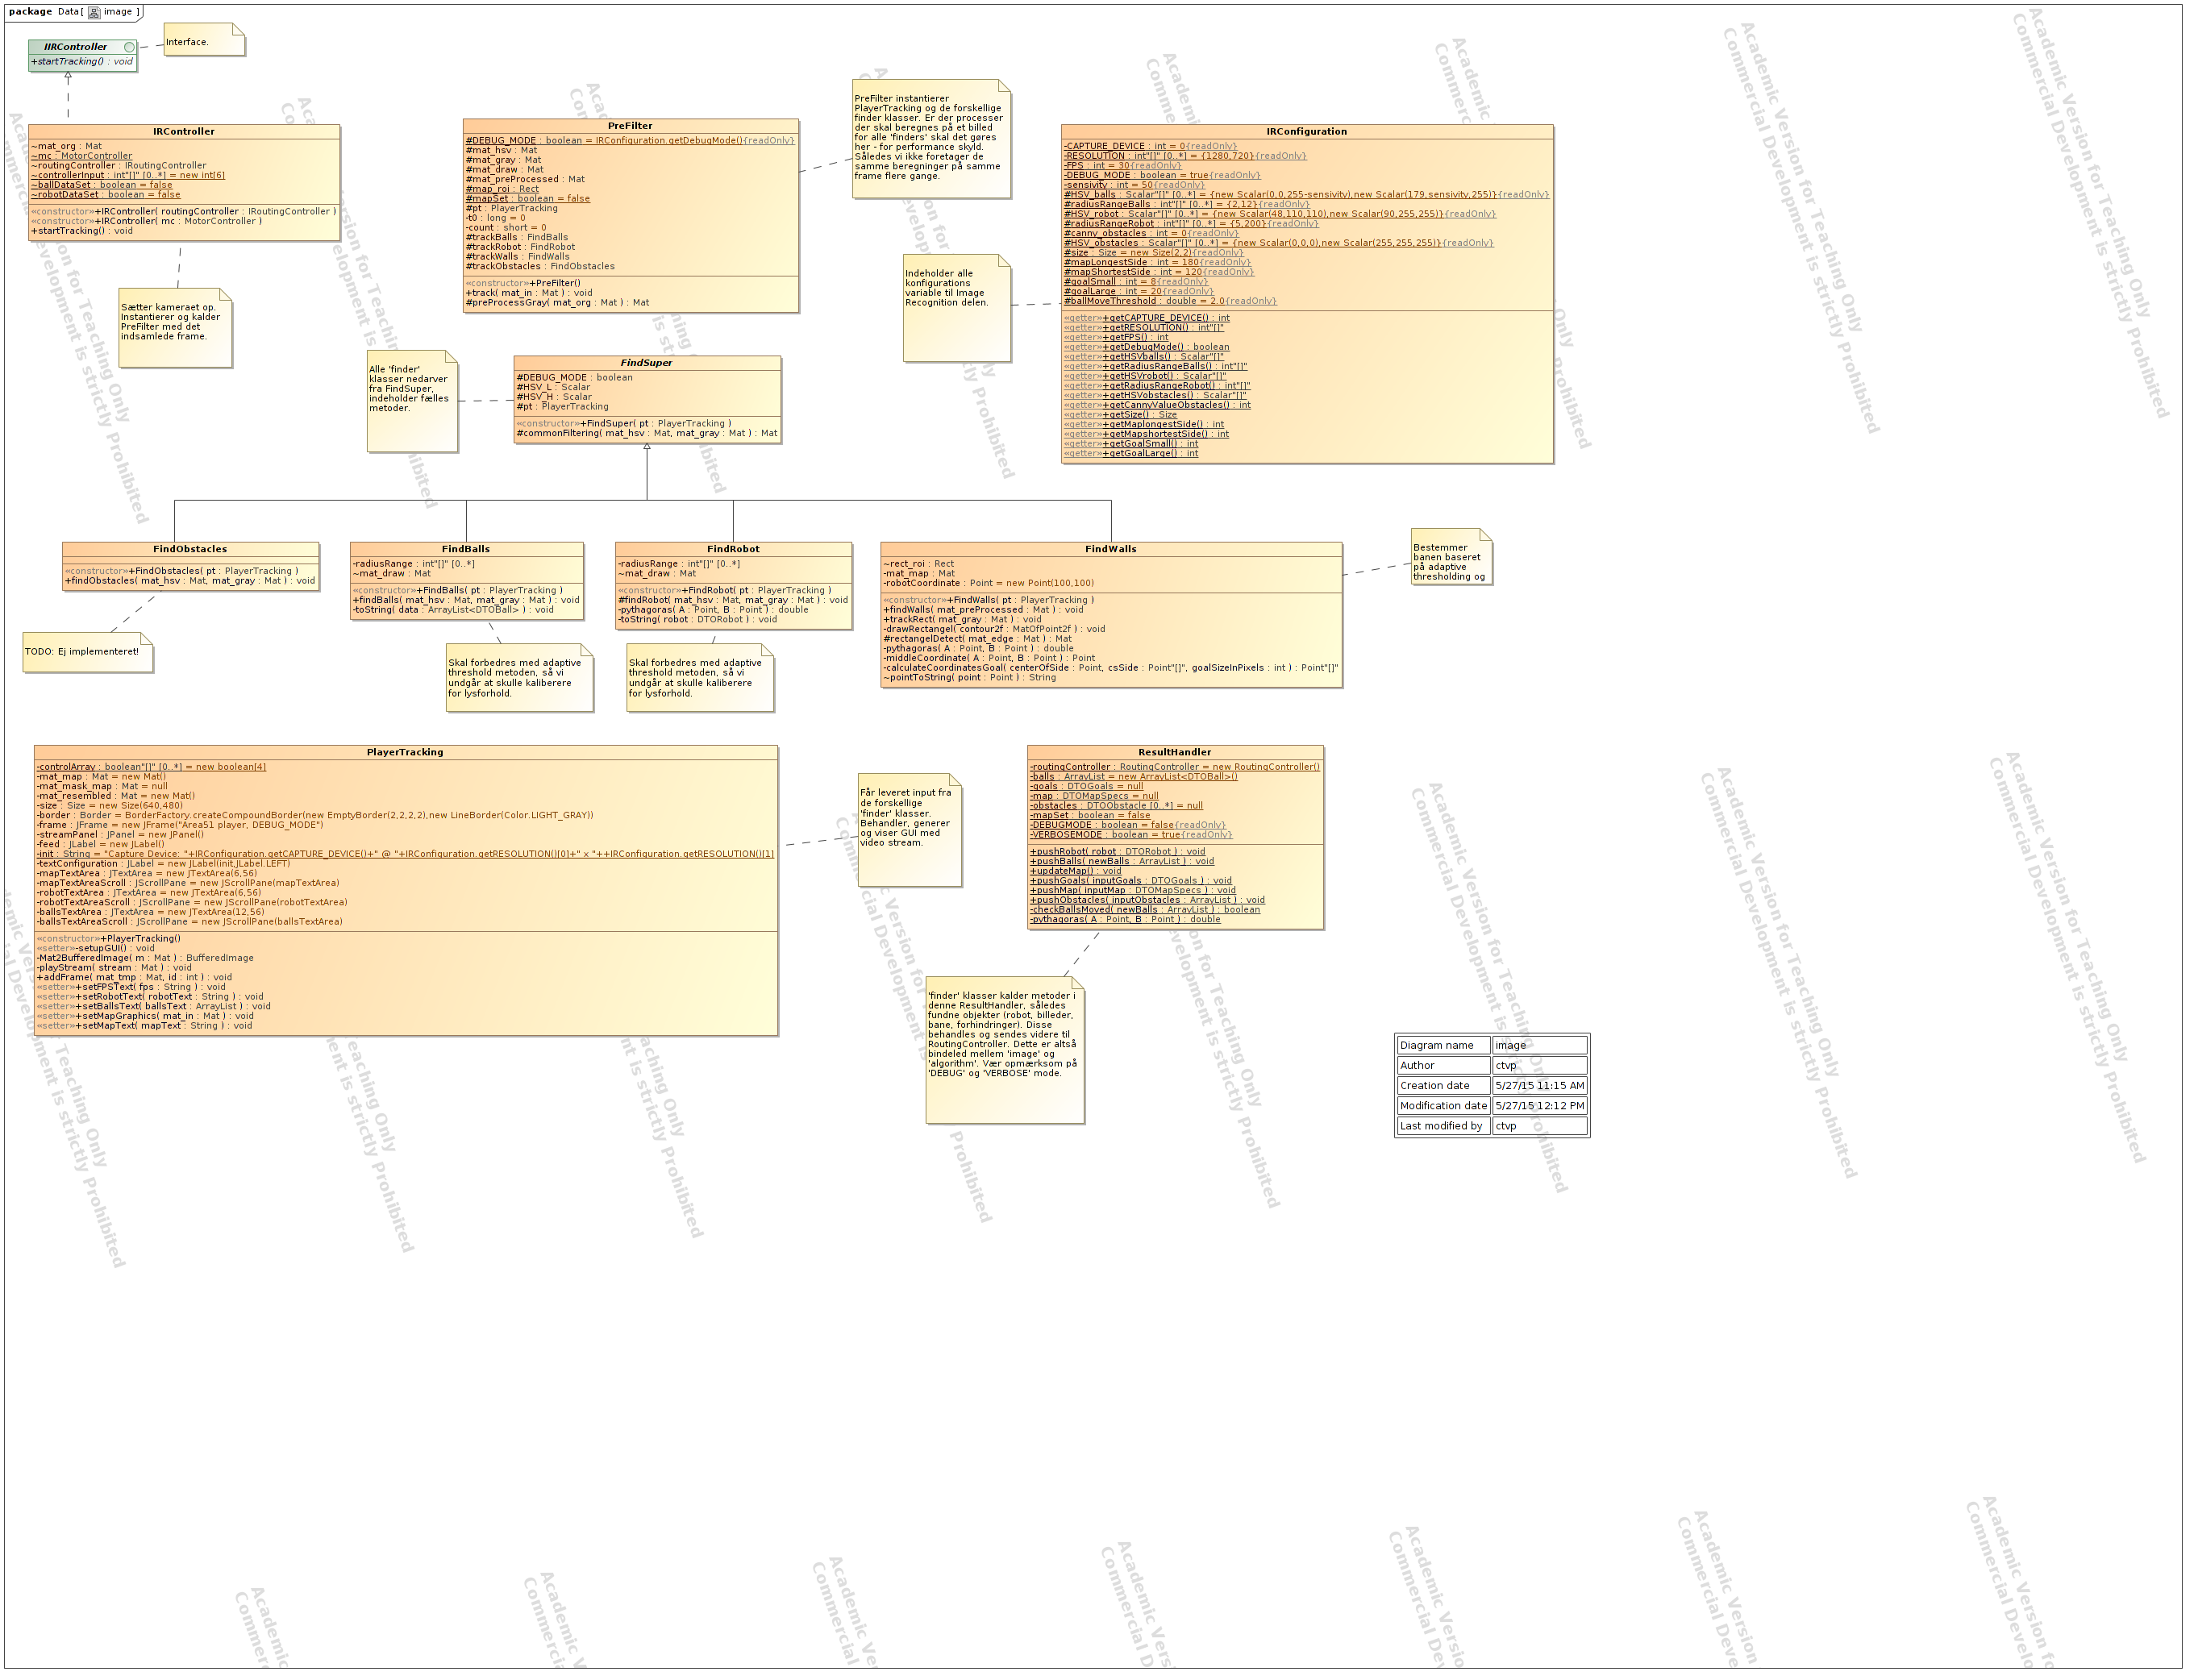 package Data [ image ]
IIRController
+startTracking() : void
Interface.
IRController
~mat_org : Mat
~mc : MotorController
~routingController : IRoutingController
~controllerInput : int"[]" [0..*] = new int[6]
~ballDataSet : boolean = false
~robotDataSet : boolean = false
«constructor»+IRController( routingController : IRoutingController )
«constructor»+IRController( mc : MotorController )
+startTracking() : void
Sætter kameraet op.
Instantierer og kalder
PreFilter med det
indsamlede frame.
PreFilter
#DEBUG_MODE : boolean = IRConfiguration.getDebugMode(){readOnly}
#mat_hsv : Mat
#mat_gray : Mat
#mat_draw : Mat
#mat_preProcessed : Mat
#map_roi : Rect
#mapSet : boolean = false
#pt : PlayerTracking
-t0 : long = 0
-count : short = 0
#trackBalls : FindBalls
#trackRobot : FindRobot
#trackWalls : FindWalls
#trackObstacles : FindObstacles
«constructor»+PreFilter()
+track( mat_in : Mat ) : void
#preProcessGray( mat_org : Mat ) : Mat
PreFilter instantierer
PlayerTracking og de forskellige
finder klasser. Er der processer
der skal beregnes på et billed
for alle 'finders' skal det gøres
her - for performance skyld.
Således vi ikke foretager de
samme beregninger på samme
frame flere gange.
IRConfiguration
-CAPTURE_DEVICE : int = 0{readOnly}
-RESOLUTION : int"[]" [0..*] = {1280,720}{readOnly}
-FPS : int = 30{readOnly}
-DEBUG_MODE : boolean = true{readOnly}
-sensivity : int = 50{readOnly}
#HSV_balls : Scalar"[]" [0..*] = {new Scalar(0,0,255-sensivity),new Scalar(179,sensivity,255)}{readOnly}
#radiusRangeBalls : int"[]" [0..*] = {2,12}{readOnly}
#HSV_robot : Scalar"[]" [0..*] = {new Scalar(48,110,110),new Scalar(90,255,255)}{readOnly}
#radiusRangeRobot : int"[]" [0..*] = {5,200}{readOnly}
#canny_obstacles : int = 0{readOnly}
#HSV_obstacles : Scalar"[]" [0..*] = {new Scalar(0,0,0),new Scalar(255,255,255)}{readOnly}
#size : Size = new Size(2,2){readOnly}
#mapLongestSide : int = 180{readOnly}
#mapShortestSide : int = 120{readOnly}
#goalSmall : int = 8{readOnly}
#goalLarge : int = 20{readOnly}
#ballMoveThreshold : double = 2.0{readOnly}
«getter»+getCAPTURE_DEVICE() : int
«getter»+getRESOLUTION() : int"[]"
«getter»+getFPS() : int
«getter»+getDebugMode() : boolean
«getter»+getHSVballs() : Scalar"[]"
«getter»+getRadiusRangeBalls() : int"[]"
«getter»+getHSVrobot() : Scalar"[]"
«getter»+getRadiusRangeRobot() : int"[]"
«getter»+getHSVobstacles() : Scalar"[]"
«getter»+getCannyValueObstacles() : int
«getter»+getSize() : Size
«getter»+getMaplongestSide() : int
«getter»+getMapshortestSide() : int
«getter»+getGoalSmall() : int
«getter»+getGoalLarge() : int
Indeholder alle
konfigurations
variable til Image
Recognition delen.
Alle 'finder'
klasser nedarver
fra FindSuper,
indeholder fælles
metoder.
FindSuper
#DEBUG_MODE : boolean
#HSV_L : Scalar
#HSV_H : Scalar
#pt : PlayerTracking
«constructor»+FindSuper( pt : PlayerTracking )
#commonFiltering( mat_hsv : Mat, mat_gray : Mat ) : Mat
FindObstacles
«constructor»+FindObstacles( pt : PlayerTracking )
+findObstacles( mat_hsv : Mat, mat_gray : Mat ) : void
TODO: Ej implementeret!
FindBalls
-radiusRange : int"[]" [0..*]
~mat_draw : Mat
«constructor»+FindBalls( pt : PlayerTracking )
+findBalls( mat_hsv : Mat, mat_gray : Mat ) : void
-toString( data : ArrayList<DTOBall> ) : void
Skal forbedres med adaptive
threshold metoden, så vi
undgår at skulle kaliberere
for lysforhold.
FindRobot
-radiusRange : int"[]" [0..*]
~mat_draw : Mat
«constructor»+FindRobot( pt : PlayerTracking )
#findRobot( mat_hsv : Mat, mat_gray : Mat ) : void
-pythagoras( A : Point, B : Point ) : double
-toString( robot : DTORobot ) : void
Skal forbedres med adaptive
threshold metoden, så vi
undgår at skulle kaliberere
for lysforhold.
FindWalls
~rect_roi : Rect
-mat_map : Mat
-robotCoordinate : Point = new Point(100,100)
«constructor»+FindWalls( pt : PlayerTracking )
+findWalls( mat_preProcessed : Mat ) : void
+trackRect( mat_gray : Mat ) : void
-drawRectangel( contour2f : MatOfPoint2f ) : void
#rectangelDetect( mat_edge : Mat ) : Mat
-pythagoras( A : Point, B : Point ) : double
-middleCoordinate( A : Point, B : Point ) : Point
-calculateCoordinatesGoal( centerOfSide : Point, csSide : Point"[]", goalSizeInPixels : int ) : Point"[]"
~pointToString( point : Point ) : String
Bestemmer
banen baseret
på adaptive
thresholding og
PlayerTracking
-controlArray : boolean"[]" [0..*] = new boolean[4]
-mat_map : Mat = new Mat()
-mat_mask_map : Mat = null
-mat_resembled : Mat = new Mat()
-size : Size = new Size(640,480)
-border : Border = BorderFactory.createCompoundBorder(new EmptyBorder(2,2,2,2),new LineBorder(Color.LIGHT_GRAY))
-frame : JFrame = new JFrame("Area51 player, DEBUG_MODE")
-streamPanel : JPanel = new JPanel()
-feed : JLabel = new JLabel()
-init : String = "Capture Device: "+IRConfiguration.getCAPTURE_DEVICE()+" @ "+IRConfiguration.getRESOLUTION()[0]+" x "++IRConfiguration.getRESOLUTION()[1]
-textConfiguration : JLabel = new JLabel(init,JLabel.LEFT)
-mapTextArea : JTextArea = new JTextArea(6,56)
-mapTextAreaScroll : JScrollPane = new JScrollPane(mapTextArea)
-robotTextArea : JTextArea = new JTextArea(6,56)
-robotTextAreaScroll : JScrollPane = new JScrollPane(robotTextArea)
-ballsTextArea : JTextArea = new JTextArea(12,56)
-ballsTextAreaScroll : JScrollPane = new JScrollPane(ballsTextArea)
«constructor»+PlayerTracking()
«setter»-setupGUI() : void
-Mat2BufferedImage( m : Mat ) : BufferedImage
-playStream( stream : Mat ) : void
+addFrame( mat_tmp : Mat, id : int ) : void
«setter»+setFPSText( fps : String ) : void
«setter»+setRobotText( robotText : String ) : void
«setter»+setBallsText( ballsText : ArrayList ) : void
«setter»+setMapGraphics( mat_in : Mat ) : void
«setter»+setMapText( mapText : String ) : void
Får leveret input fra
de forskellige
'finder' klasser.
Behandler, generer
og viser GUI med
video stream.
ResultHandler
-routingController : RoutingController = new RoutingController()
-balls : ArrayList = new ArrayList<DTOBall>()
-goals : DTOGoals = null
-map : DTOMapSpecs = null
-obstacles : DTOObstacle [0..*] = null
-mapSet : boolean = false
-DEBUGMODE : boolean = false{readOnly}
-VERBOSEMODE : boolean = true{readOnly}
+pushRobot( robot : DTORobot ) : void
+pushBalls( newBalls : ArrayList ) : void
+updateMap() : void
+pushGoals( inputGoals : DTOGoals ) : void
+pushMap( inputMap : DTOMapSpecs ) : void
+pushObstacles( inputObstacles : ArrayList ) : void
-checkBallsMoved( newBalls : ArrayList ) : boolean
-pythagoras( A : Point, B : Point ) : double
'finder' klasser kalder metoder i
denne ResultHandler, således
fundne objekter (robot, billeder,
bane, forhindringer). Disse
behandles og sendes videre til
RoutingController. Dette er altså
bindeled mellem 'image' og
'algorithm'. Vær opmærksom på
'DEBUG' og 'VERBOSE' mode.
Diagram name image
Author ctvp
Creation date 5/27/15 11:15 AM
Modification date 5/27/15 12:12 PM
Last modified by ctvp
Academic Version for Teaching Only
Commercial Development is strictly Prohibited